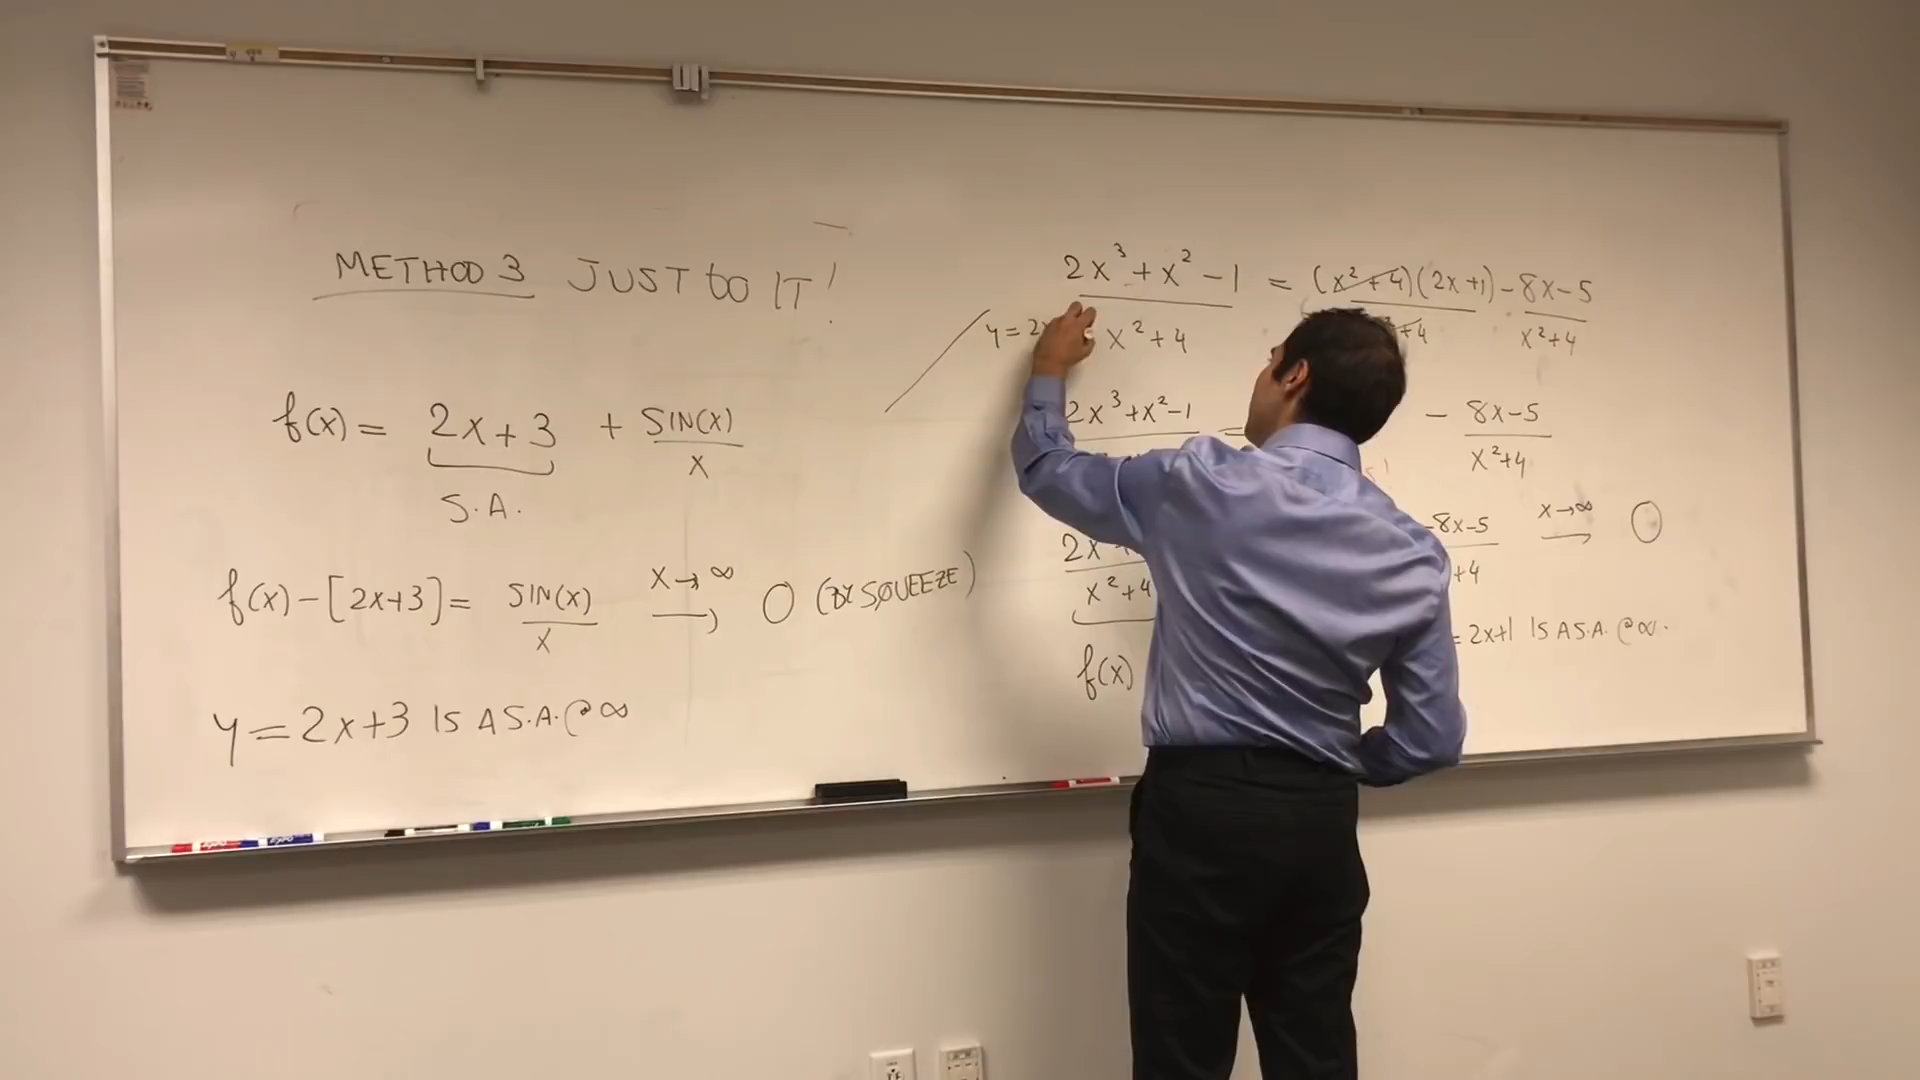 METHOD 3 JUST DO IT!
f(x) = 2x+3 + SIN(x)/x
S.A.
f(x) - [2x+3] = SIN(x)/x x→∞ 0 (BY SQUEEZE)
y = 2x+3 IS A S.A. @ ∞
2x³ + x² - 1 / x² + 4 = (x²+4)(2x+1) - 8x-5 / x²+4
y = 2x
2x³+x²-1 = - 8x-5 / x²+4
2x
x²+4
-8x-5 x→∞ 0
+4
f(x)
= 2x+1 IS A S.A. @ ∞.